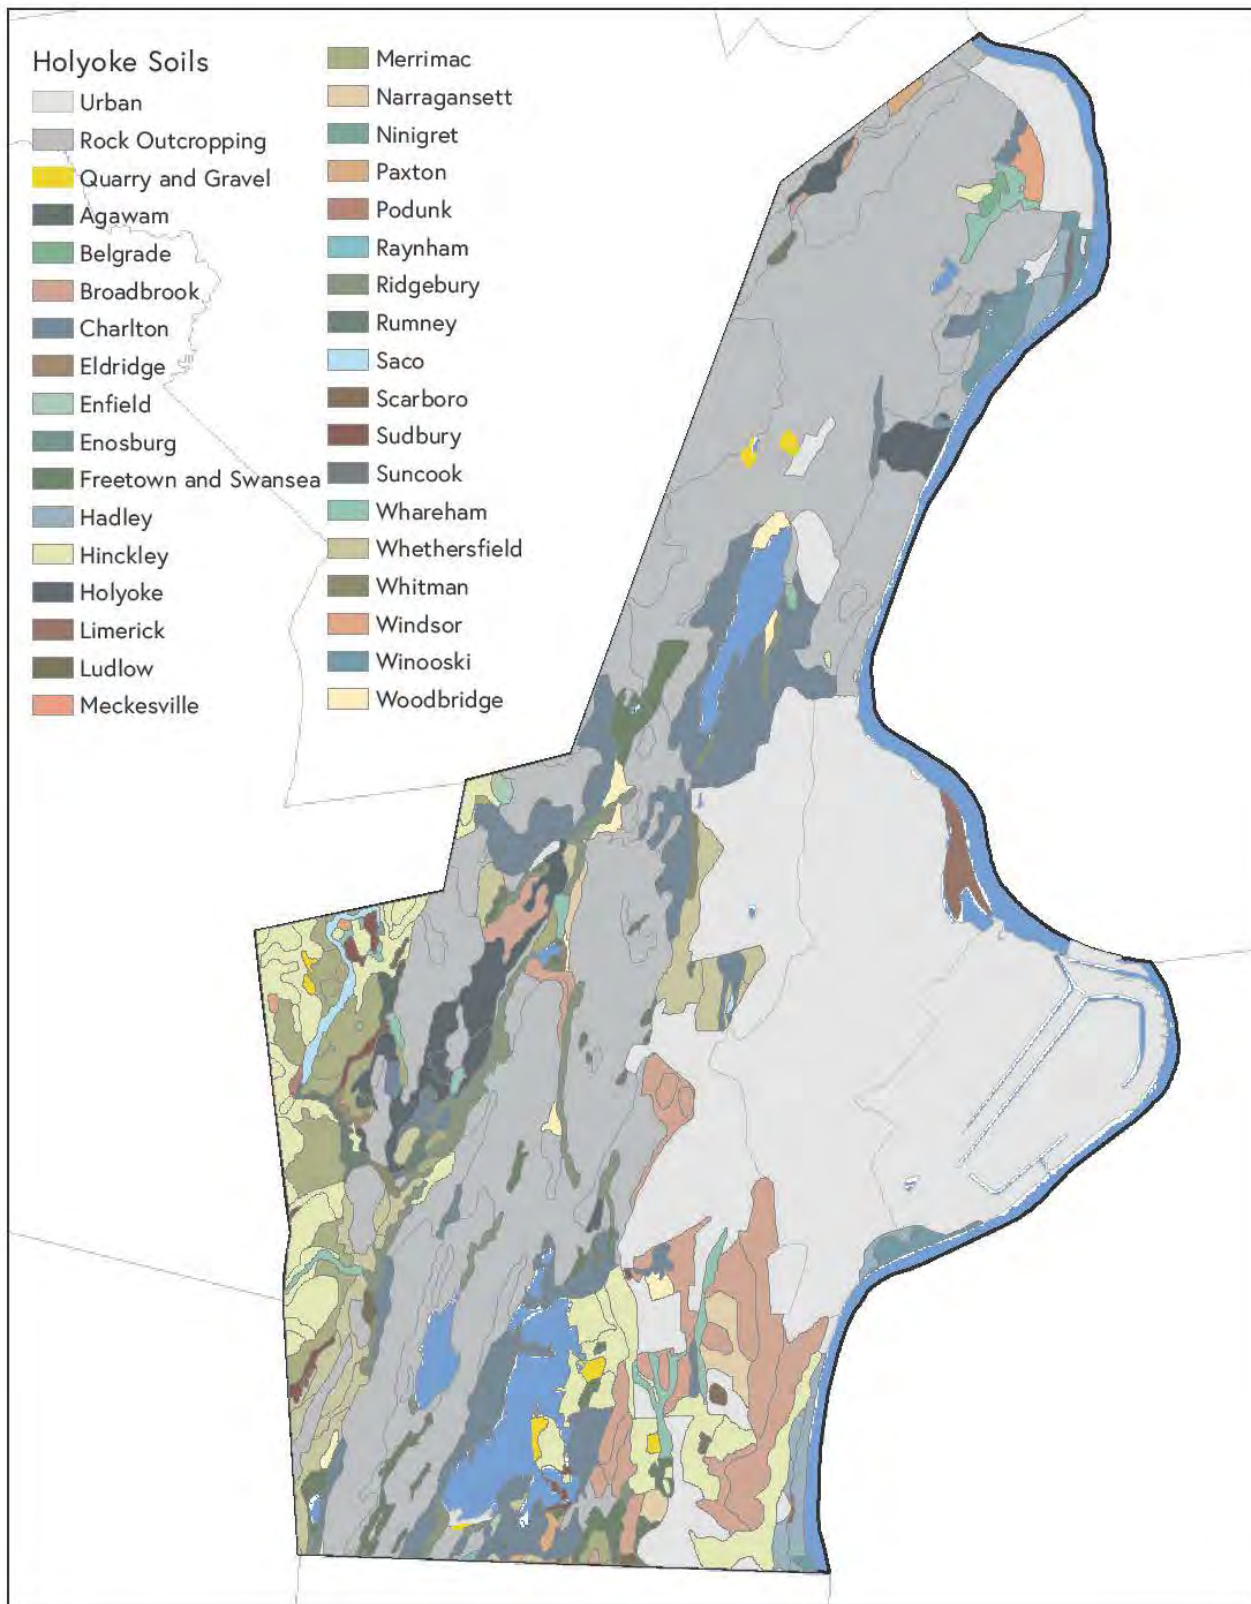 Holyoke Soils
Urban
Rock Outcropping
Quarry and Gravel
Agawam
Belgrade
Broadbrook
Charlton
Eldridge
Enfield
Enosburg
Freetown and Swansea
Hadley
Hinckley
Holyoke
Limerick
Ludlow
Meckesville
Merrimac
Narragansett
Ninigret
Paxton
Podunk
Raynham
Ridgebury
Rumney
Saco
Scarboro
Sudbury
Suncook
Whareham
Whethersfield
Whitman
Windsor
Winooski
Woodbridge